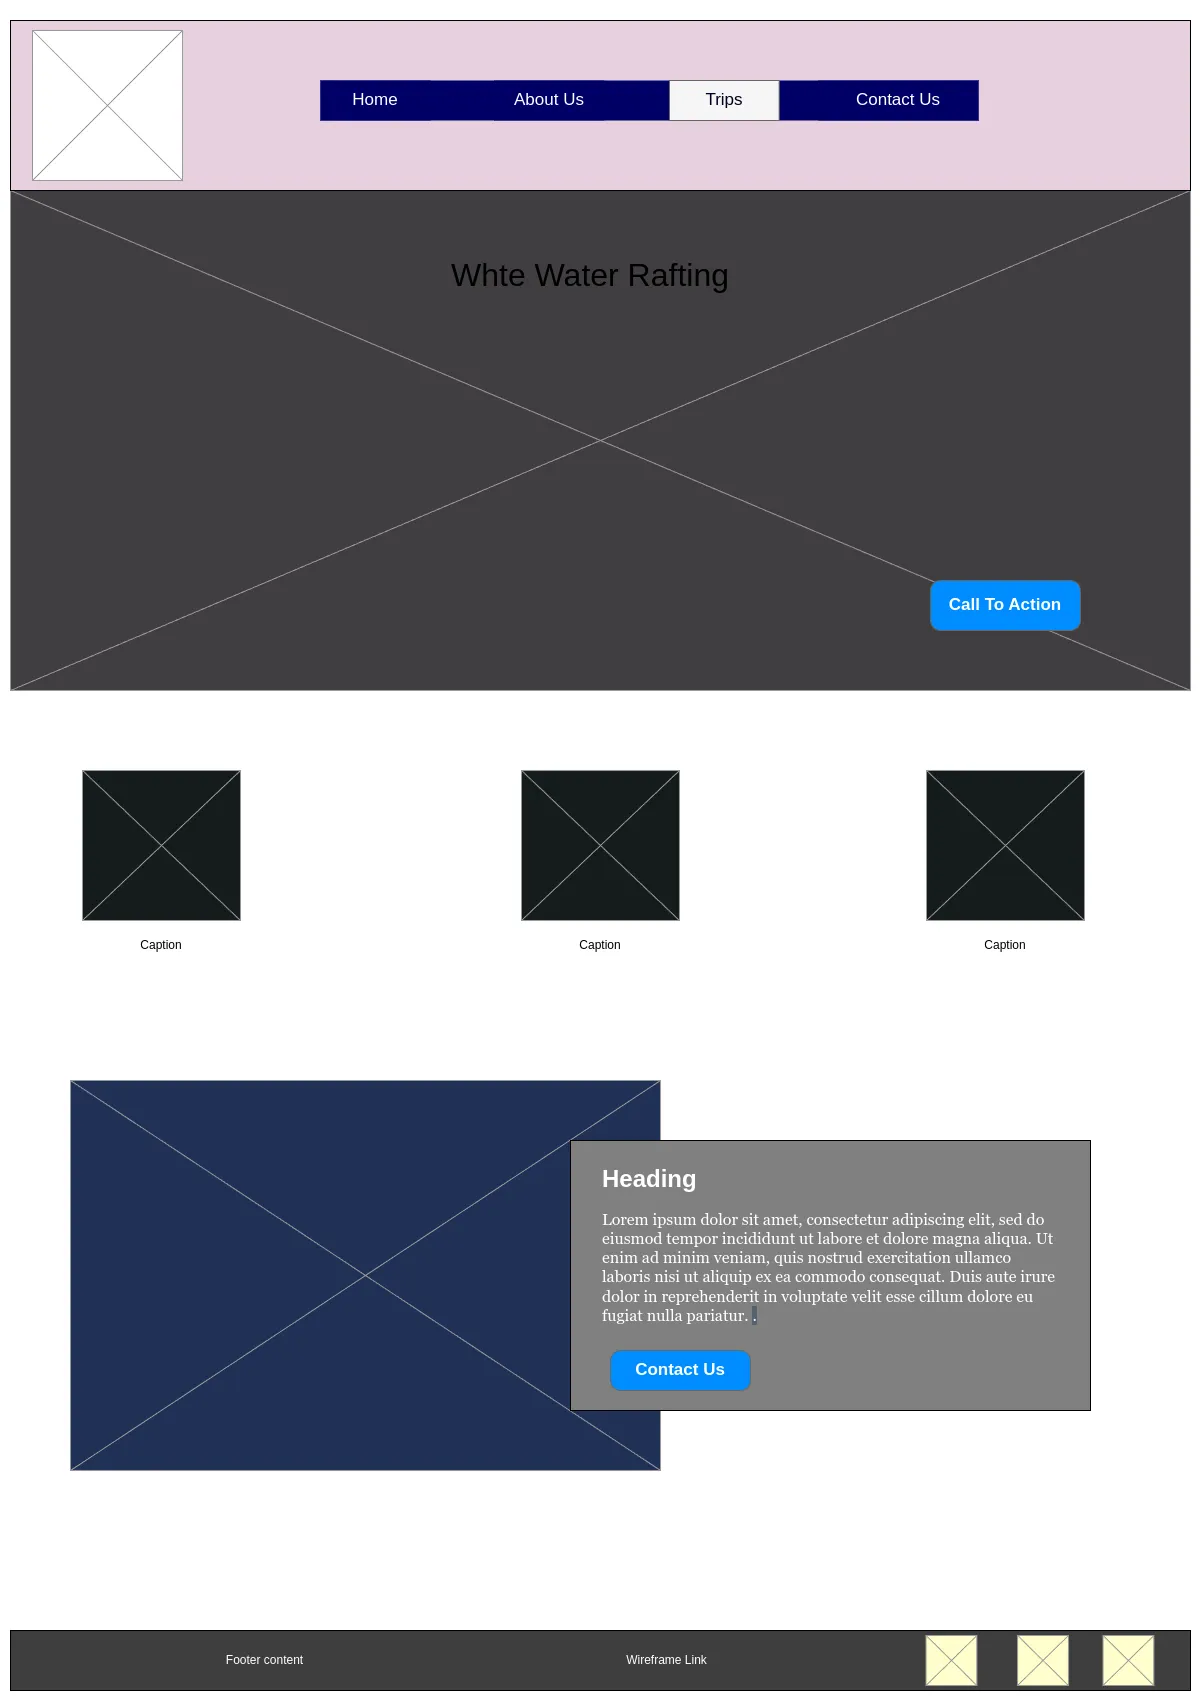 Home About Us Trips Contact Us
Whte Water Rafting
Call To Action
Caption Caption Caption
Heading
Lorem ipsum dolor sit amet, consectetur adipiscing elit, sed do
eiusmod tempor incididunt ut labore et dolore magna aliqua. Ut
enim ad minim veniam, quis nostrud exercitation ullamco
laboris nisi ut aliquip ex ea commodo consequat. Duis aute irure
dolor in reprehenderit in voluptate velit esse cillum dolore eu
fugiat nulla pariatur. .
Contact Us
Footer content Wireframe Link